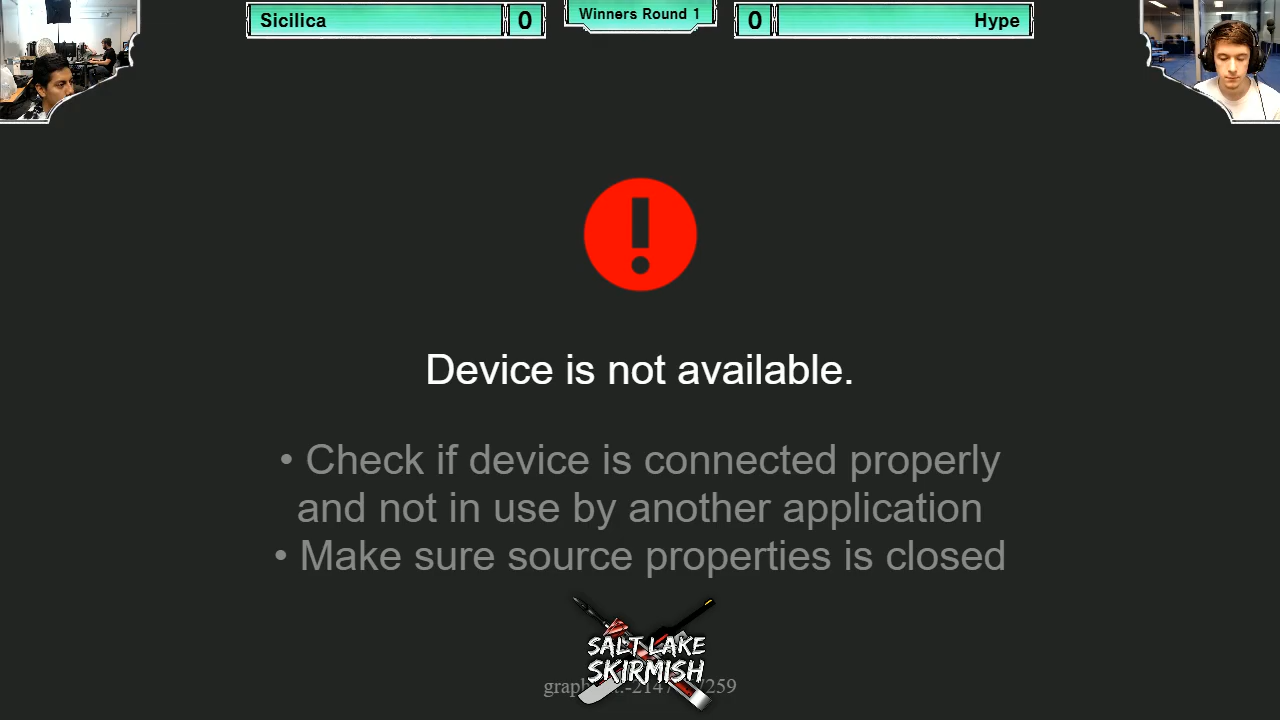 Sicilica 0 Winners Round 1 0 Hype
Device is not available.
• Check if device is connected properly
and not in use by another application
• Make sure source properties is closed
SALT LAKE
SKIRMISH